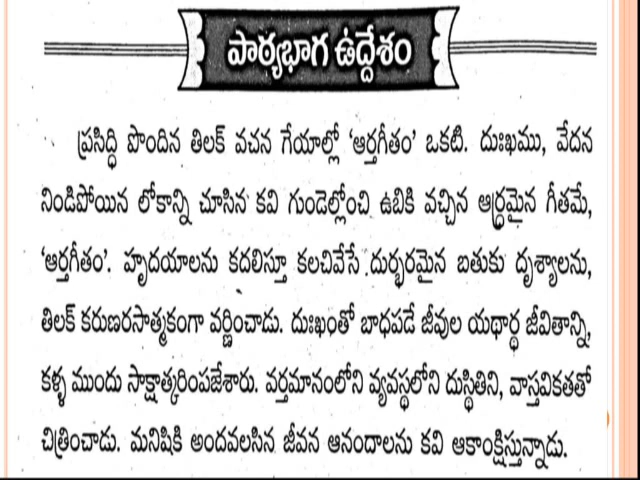 పాఠ్యభాగ ఉద్దేశం
ప్రసిద్ధి పొందిన తిలక్ వచన గేయాల్లో ‘ఆర్తగీతం’ ఒకటి. దుఃఖము, వేదన
నిండిపోయిన లోకాన్ని చూసిన కవి గుండెల్లోంచి ఉబికి వచ్చిన ఆర్ద్రమైన గీతమే,
‘ఆర్తగీతం’. హృదయాలను కదలిస్తూ కలచివేసే దుర్భరమైన బతుకు దృశ్యాలను,
తిలక్ కరుణరసాత్మకంగా వర్ణించాడు. దుఃఖంతో బాధపడే జీవుల యథార్థ జీవితాన్ని,
కళ్ళ ముందు సాక్షాత్కరింపజేశారు. వర్తమానంలోని వ్యవస్థలోని దుస్థితిని, వాస్తవికతతో
చిత్రించాడు. మనిషికి అందవలసిన జీవన ఆనందాలను కవి ఆకాంక్షిస్తున్నాడు.